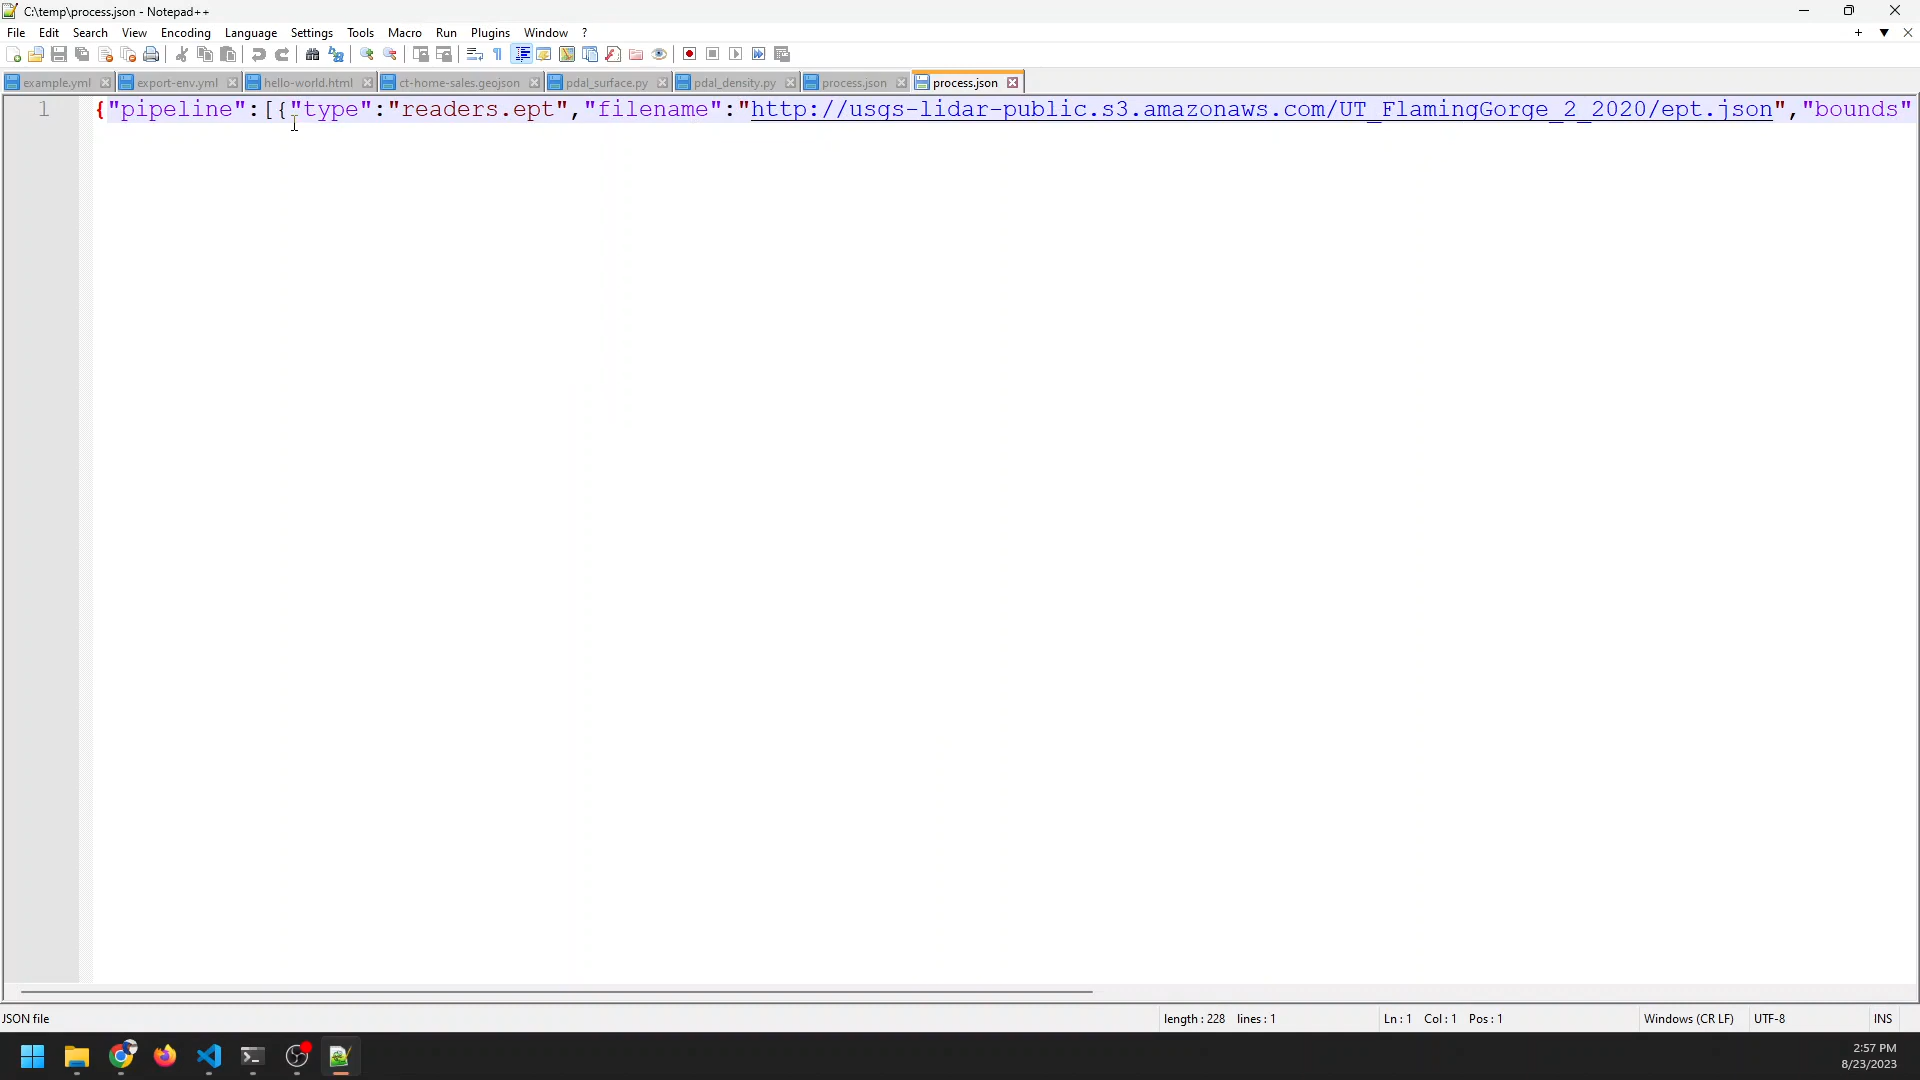 C:\temp\process.json - Notepad++
File Edit Search View Encoding Language Settings Tools Macro Run Plugins Window ?
example.yml export-env.yml hello-world.html ct-home-sales.geojson pdal_surface.py pdal_density.py process.json process.json
1 {"pipeline":[{"type":"readers.ept","filename":"http://usgs-lidar-public.s3.amazonaws.com/UT_FlamingGorge_2_2020/ept.json","bounds"
JSON file length : 228 lines : 1 Ln : 1 Col : 1 Pos : 1 Windows (CR LF) UTF-8 INS
2:57 PM
8/23/2023